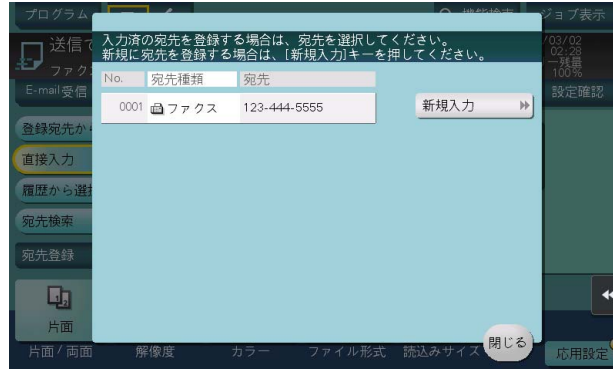 プログラム
ジョブ表示
入力済の宛先を登録する場合は、宛先を選択してください。
新規に宛先を登録する場合は、[新規入力]キーを押してください。
送信で
ファク
/03/02
02:28
残量
100%
E-mail受信
設定確認
No.
宛先種類
宛先
0001
ファクス
123-444-5555
新規入力
登録宛先か
直接入力
履歴から選
宛先検索
宛先登録
片面
閉じる
片面/両面
解像度
カラー
ファイル形式
読込みサイズ
応用設定